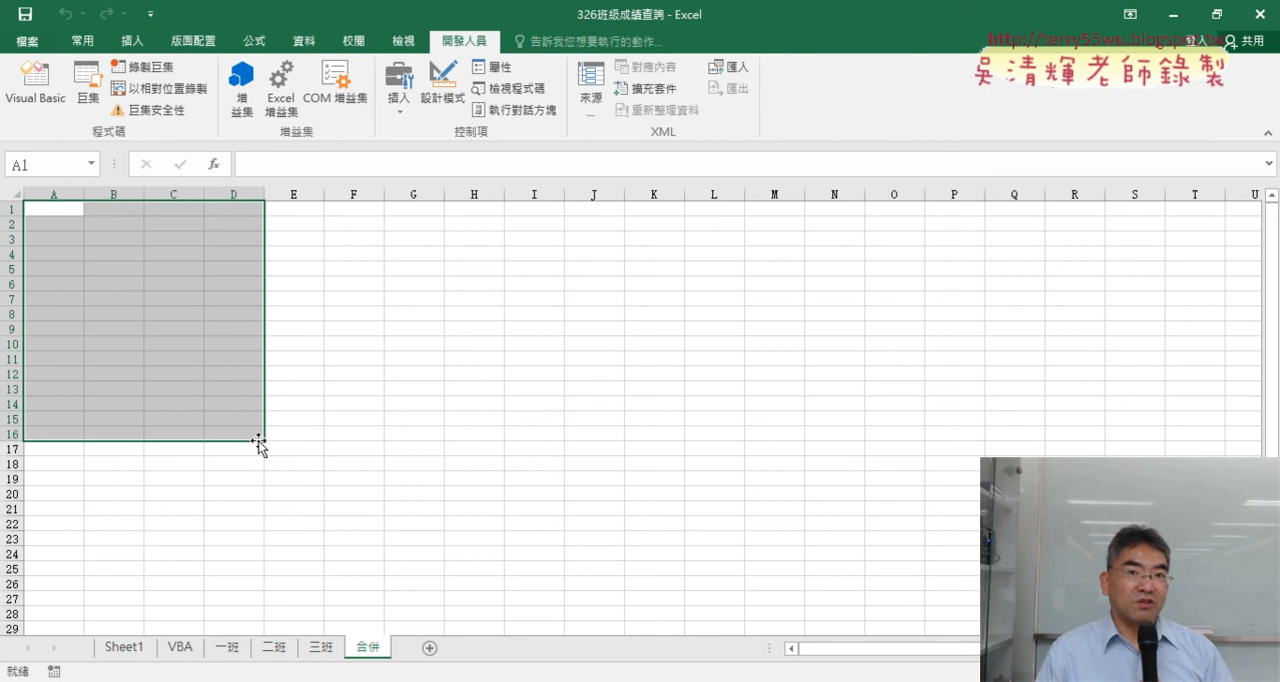 326班級成績查詢 - Excel
檔案 常用 插入 版面配置 公式 資料 校閱 檢視 開發人員 告訴我您想要執行的動作... 登入 共用
http://terry55wu.blogspot.tw
吳清輝老師錄製
Visual Basic 巨集 錄製巨集 以相對位置錄製 巨集安全性 程式碼
增益集 Excel 增益集 COM 增益集 增益集
插入 設計模式 屬性 檢視程式碼 執行對話方塊 控制項
來源... 對應內容 擴充套件 重新整理資料 匯入 匯出 XML
A1 fx
A B C D E F G H I J K L M N O P Q R S T U
1
2
3
4
5
6
7
8
9
10
11
12
13
14
15
16
17
18
19
20
21
22
23
24
25
26
27
28
29
Sheet1 VBA 一班 二班 三班 合併
就緒